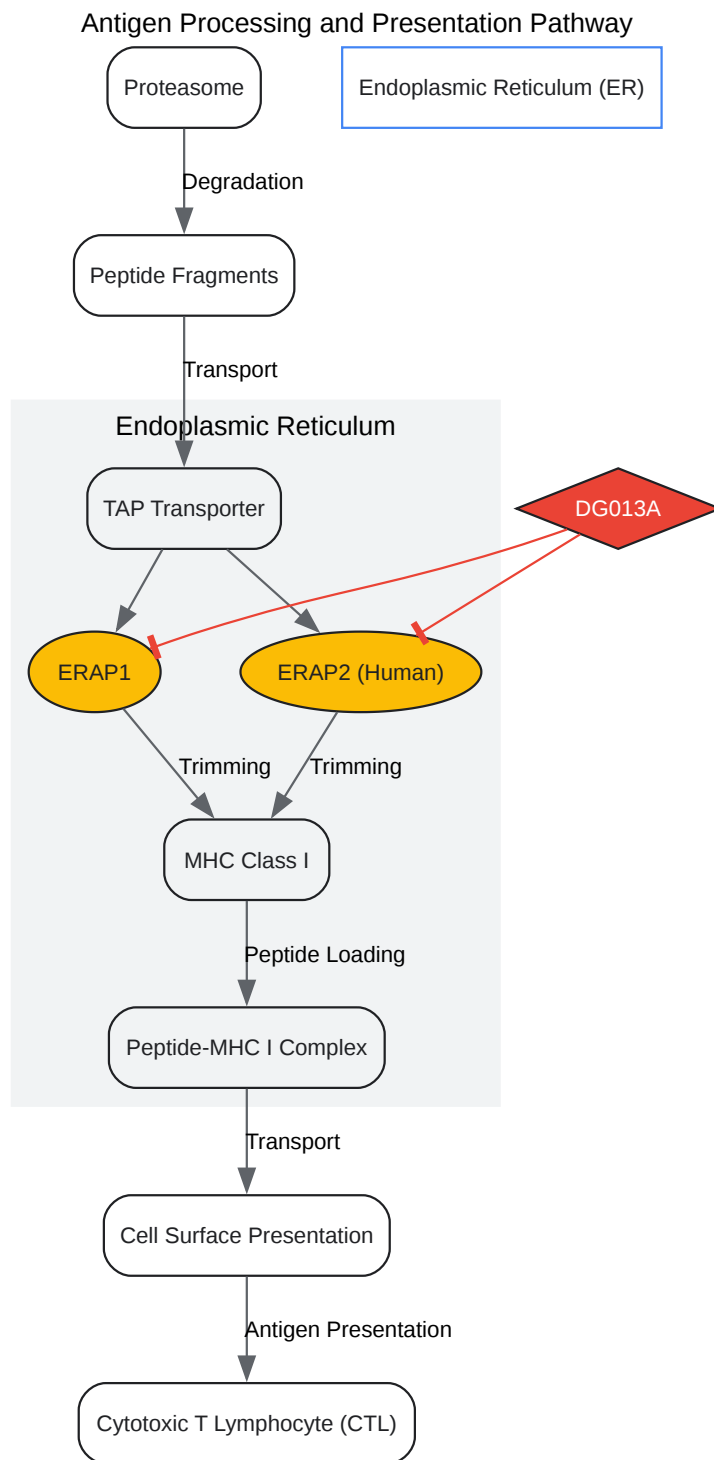 Antigen Processing and Presentation Pathway
Proteasome
Endoplasmic Reticulum (ER)
Degradation
Peptide Fragments
Transport
Endoplasmic Reticulum
TAP Transporter
DG013A
ERAP1
ERAP2 (Human)
Trimming
Trimming
MHC Class I
Peptide Loading
Peptide-MHC I Complex
Transport
Cell Surface Presentation
Antigen Presentation
Cytotoxic T Lymphocyte (CTL)